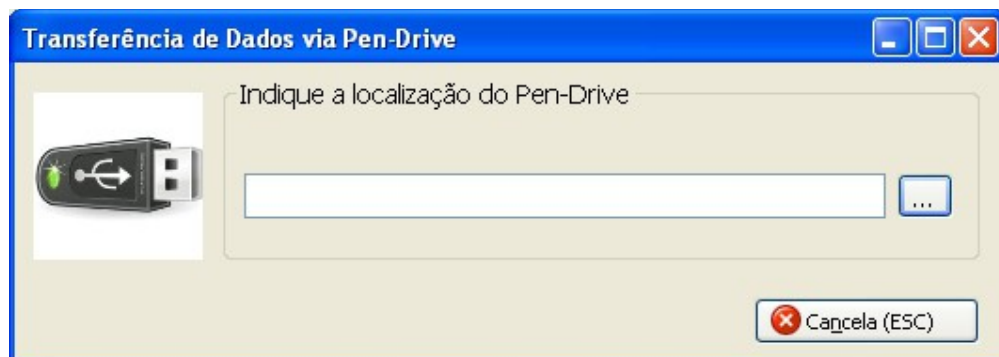 Transferência de Dados via Pen-Drive
Indique a localização do Pen-Drive
...
Cancela (ESC)